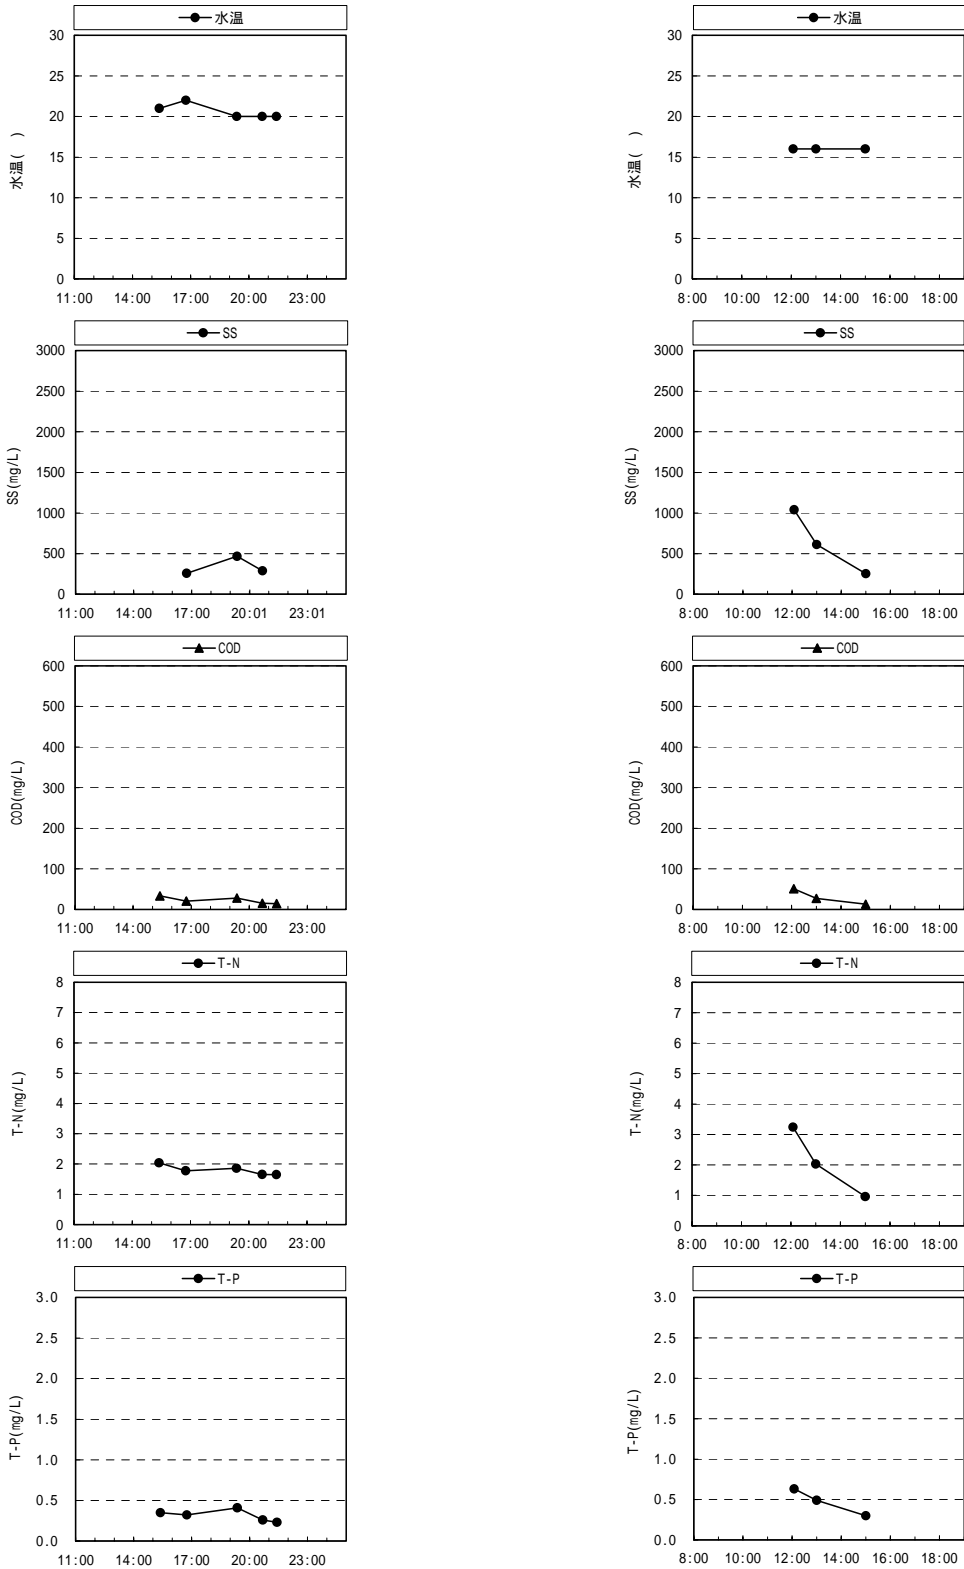 水温
30
25
20
15
10
5
0
水温( )
11:00 14:00 17:00 20:00 23:00
水温
30
25
20
15
10
5
0
水温( )
8:00 10:00 12:00 14:00 16:00 18:00
SS
3000
2500
2000
1500
1000
500
0
SS(mg/L)
11:00 14:00 17:00 20:01 23:01
SS
3000
2500
2000
1500
1000
500
0
SS(mg/L)
8:00 10:00 12:00 14:00 16:00 18:00
COD
600
500
400
300
200
100
0
COD(mg/L)
11:00 14:00 17:00 20:00 23:00
COD
600
500
400
300
200
100
0
COD(mg/L)
8:00 10:00 12:00 14:00 16:00 18:00
T-N
8
7
6
5
4
3
2
1
0
T-N(mg/L)
11:00 14:00 17:00 20:00 23:00
T-N
8
7
6
5
4
3
2
1
0
T-N(mg/L)
8:00 10:00 12:00 14:00 16:00 18:00
T-P
3.0
2.5
2.0
1.5
1.0
0.5
0.0
T-P(mg/L)
11:00 14:00 17:00 20:00 23:00
T-P
3.0
2.5
2.0
1.5
1.0
0.5
0.0
T-P(mg/L)
8:00 10:00 12:00 14:00 16:00 18:00